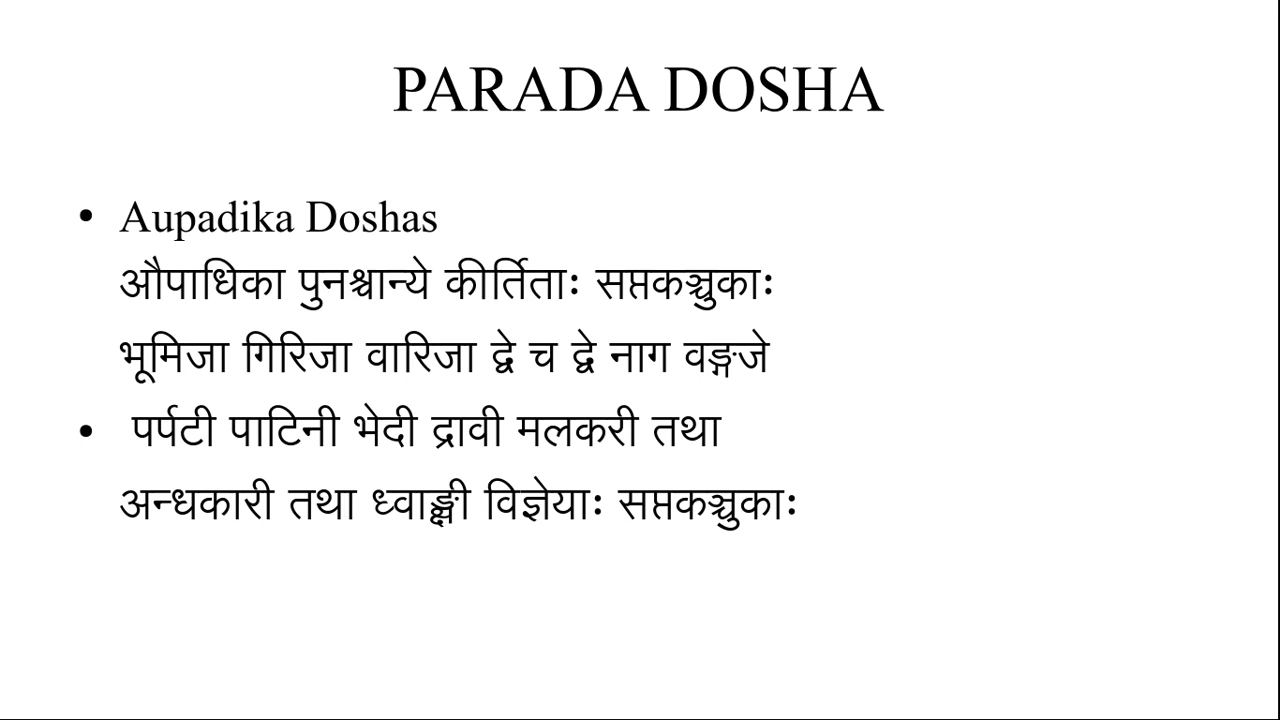 PARADA DOSHA
• Aupadika Doshas
औपाधिका पुनश्चान्ये कीर्तिताः सप्तकञ्चुकाः
भूमिजा गिरिजा वारिजा द्वे च द्वे नाग वङ्गजे
• पर्पटी पाटिनी भेदी द्रावी मलकरी तथा
अन्धकारी तथा ध्वाङ्क्षी विज्ञेयाः सप्तकञ्चुकाः